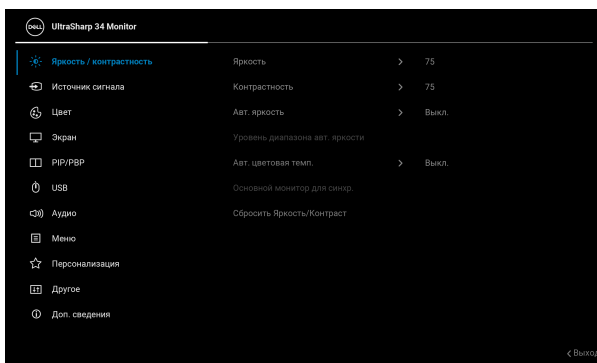 DELL UltraSharp 34 Monitor
Яркость / контрастность Яркость 75
Источник сигнала Контрастность 75
Цвет Авт. яркость Выкл.
Экран Уровень диапазона авт. яркости
PIP/PBP Авт. цветовая темп. Выкл.
USB Основной монитор для синхр.
Аудио Сбросить Яркость/Контраст
Меню
Персонализация
Другое
Доп. сведения
Выход